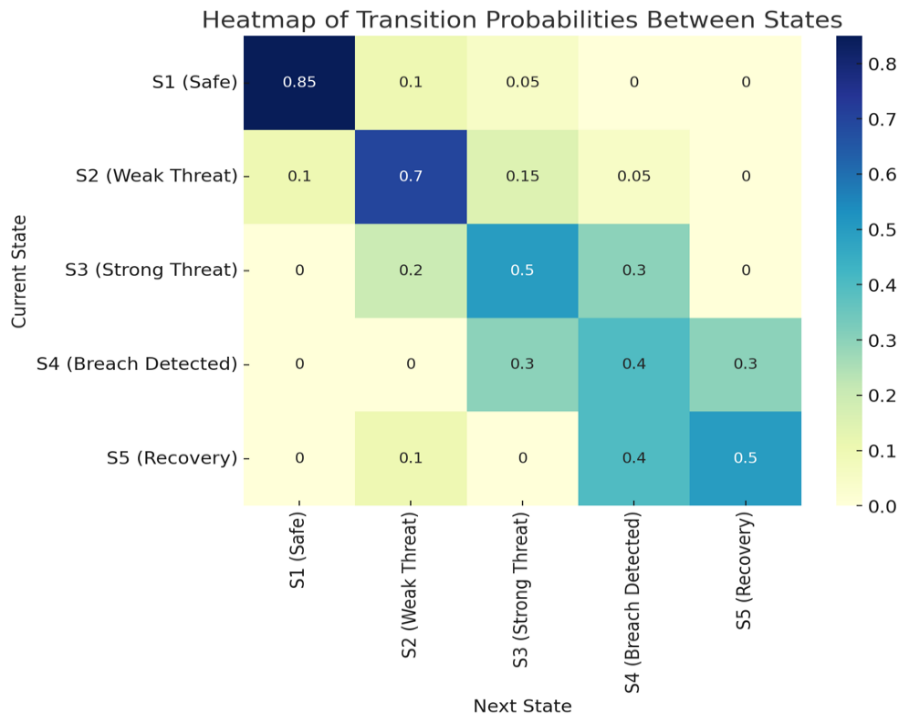 Heatmap of Transition Probabilities Between States
S1 (Safe) 0.85 0.1 0.05 0 0
S2 (Weak Threat) 0.1 0.7 0.15 0.05 0
S3 (Strong Threat) 0 0.2 0.5 0.3 0
S4 (Breach Detected) 0 0 0.3 0.4 0.3
S5 (Recovery) 0 0.1 0 0.4 0.5
Current State
S1 (Safe)
S2 (Weak Threat)
S3 (Strong Threat)
S4 (Breach Detected)
S5 (Recovery)
Next State
0.8
0.7
0.6
0.5
0.4
0.3
0.2
0.1
0.0